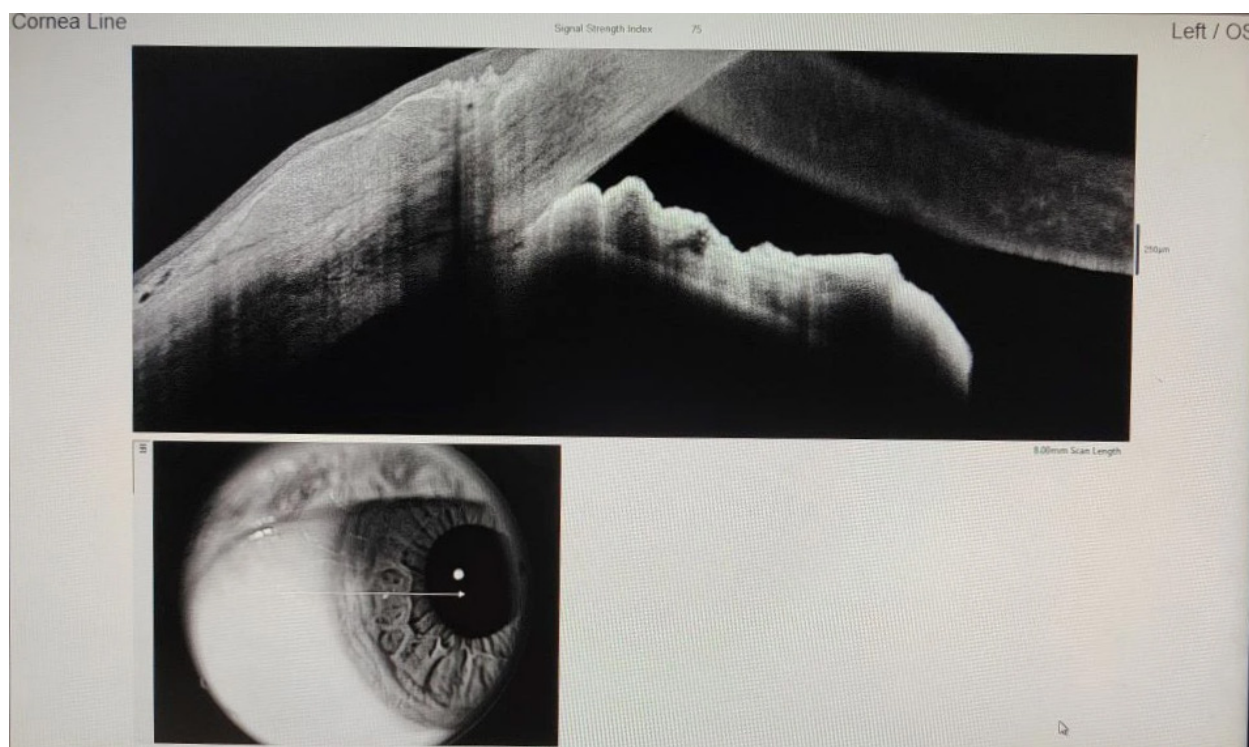 Cornea Line
Signal Strength Index 75
Left / OS
250µm
8.00mm Scan Length